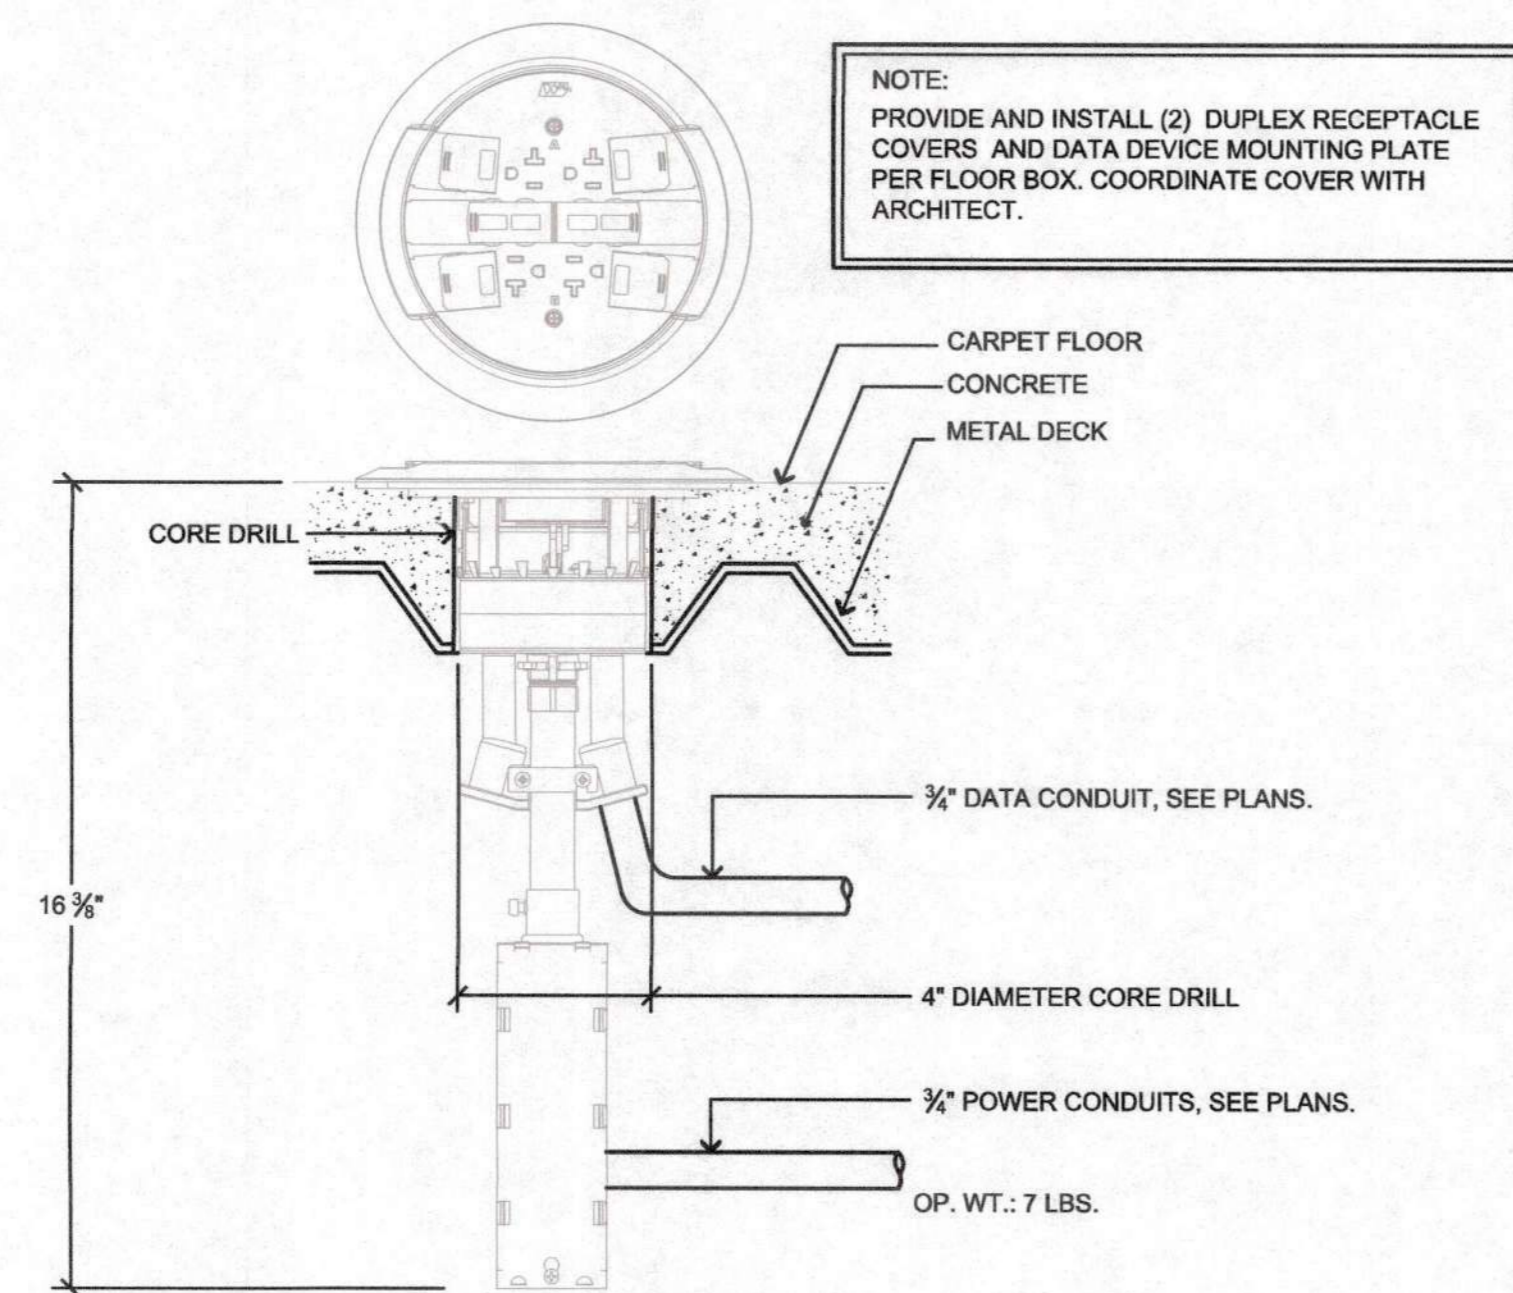 NOTE:
PROVIDE AND INSTALL (2) DUPLEX RECEPTACLE
COVERS AND DATA DEVICE MOUNTING PLATE
PER FLOOR BOX. COORDINATE COVER WITH
ARCHITECT.
A
B
CARPET FLOOR
CONCRETE
METAL DECK
CORE DRILL
¾" DATA CONDUIT, SEE PLANS.
16 ⅜"
4" DIAMETER CORE DRILL
¾" POWER CONDUITS, SEE PLANS.
OP. WT.: 7 LBS.